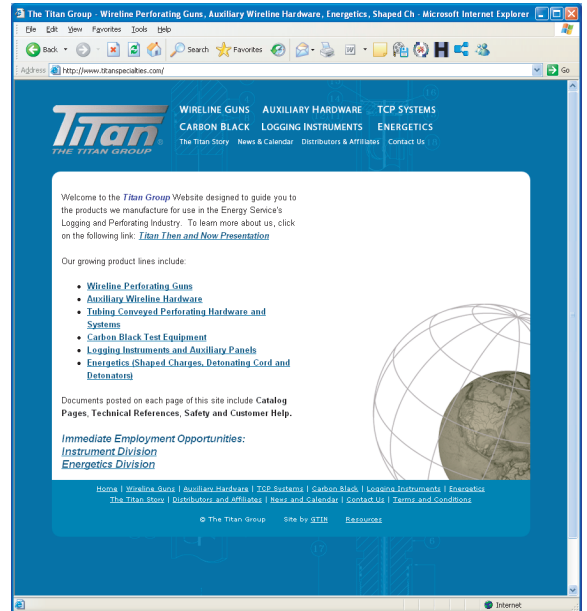 The Titan Group - Wireline Perforating Guns, Auxiliary Wireline Hardware, Energetics, Shaped Ch - Microsoft Internet Explorer
File Edit View Favorites Tools Help
Back Search Favorites
Address http://www.titanspecialties.com/ Go
WIRELINE GUNS AUXILIARY HARDWARE TCP SYSTEMS
CARBON BLACK LOGGING INSTRUMENTS ENERGETICS
The Titan Story News & Calendar Distributors & Affiliates Contact Us
Titan®
THE TITAN GROUP
Welcome to the Titan Group Website designed to guide you to
the products we manufacture for use in the Energy Service's
Logging and Perforating Industry. To learn more about us, click
on the following link: Titan Then and Now Presentation
Our growing product lines include:
• Wireline Perforating Guns
• Auxiliary Wireline Hardware
• Tubing Conveyed Perforating Hardware and
Systems
• Carbon Black Test Equipment
• Logging Instruments and Auxiliary Panels
• Energetics (Shaped Charges, Detonating Cord and
Detonators)
Documents posted on each page of this site include Catalog
Pages, Technical References, Safety and Customer Help.
Immediate Employment Opportunities:
Instrument Division
Energetics Division
Home | Wireline Guns | Auxiliary Hardware | TCP Systems | Carbon Black | Logging Instruments | Energetics
The Titan Story | Distributors and Affiliates | News and Calendar | Contact Us | Terms and Conditions
© The Titan Group Site by GTIN Resources
17
Internet